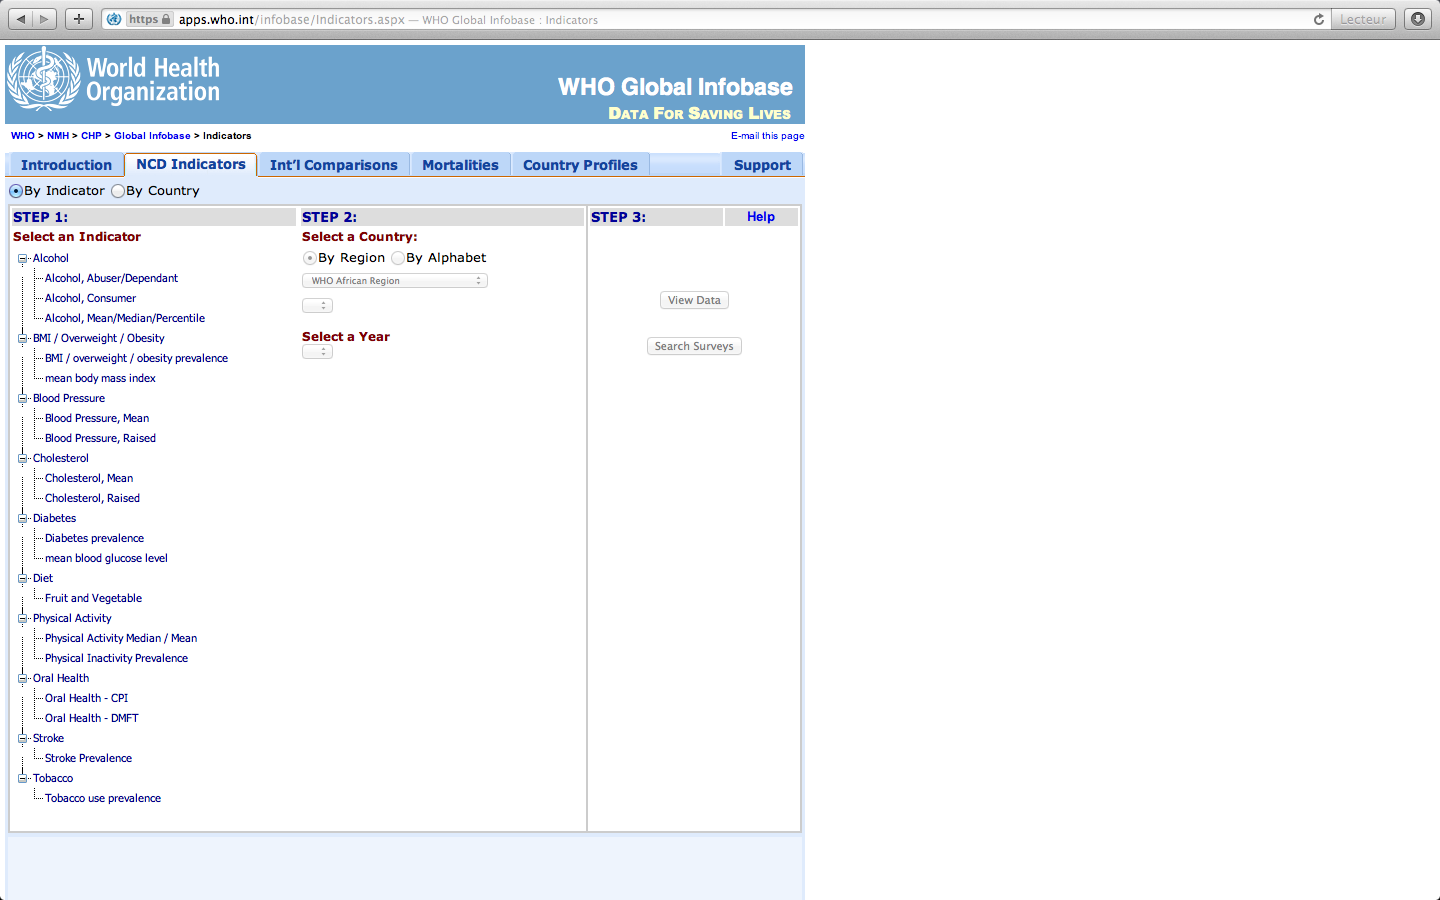 https apps.who.int/infobase/Indicators.aspx — WHO Global Infobase : Indicators Lecteur
World Health
Organization
WHO Global Infobase
DATA FOR SAVING LIVES
WHO > NMH > CHP > Global Infobase > Indicators E-mail this page
Introduction NCD Indicators Int'l Comparisons Mortalities Country Profiles Support
By Indicator By Country
STEP 1: STEP 2: STEP 3: Help
Select an Indicator Select a Country:
Alcohol By Region By Alphabet
Alcohol, Abuser/Dependant WHO African Region
Alcohol, Consumer View Data
Alcohol, Mean/Median/Percentile
BMI / Overweight / Obesity Select a Year Search Surveys
BMI / overweight / obesity prevalence
mean body mass index
Blood Pressure
Blood Pressure, Mean
Blood Pressure, Raised
Cholesterol
Cholesterol, Mean
Cholesterol, Raised
Diabetes
Diabetes prevalence
mean blood glucose level
Diet
Fruit and Vegetable
Physical Activity
Physical Activity Median / Mean
Physical Inactivity Prevalence
Oral Health
Oral Health - CPI
Oral Health - DMFT
Stroke
Stroke Prevalence
Tobacco
Tobacco use prevalence